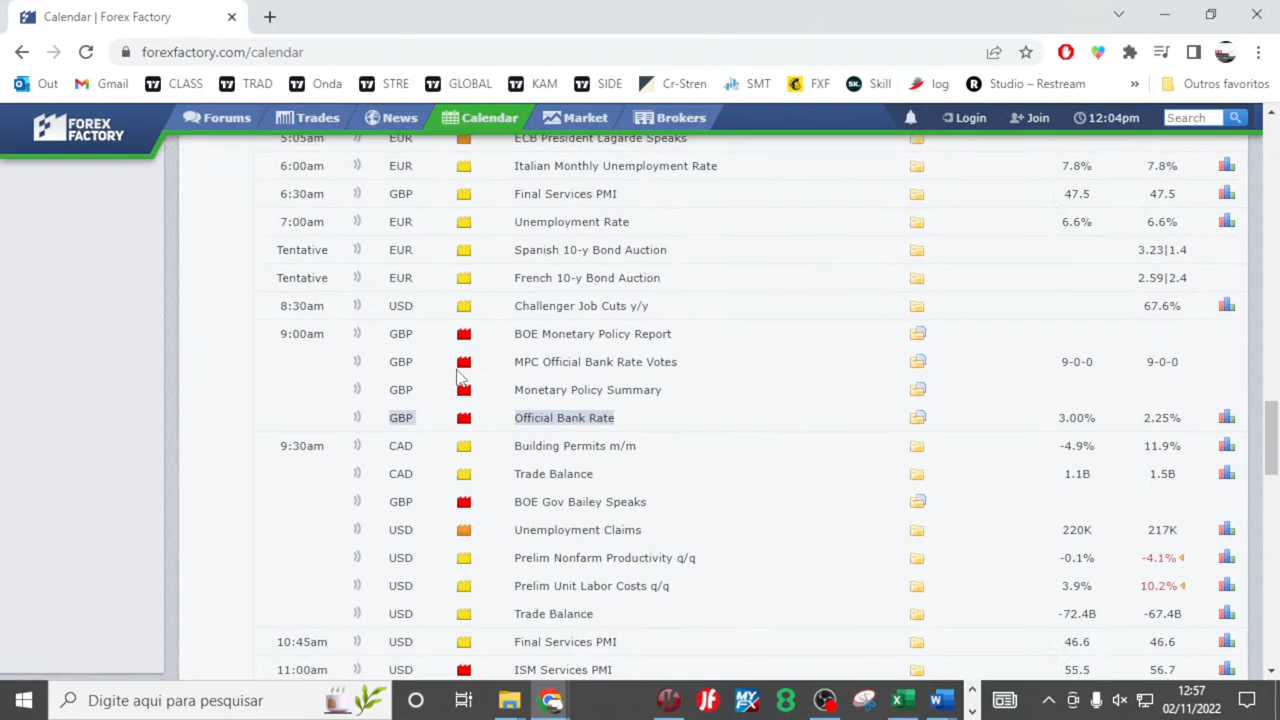 Calendar | Forex Factory
forexfactory.com/calendar
Out Gmail CLASS TRAD Onda STRE GLOBAL KAM SIDE Cr-Stren SMT FXF Skill log Studio – Restream » Outros favoritos
FOREX FACTORY Forums Trades News Calendar Market Brokers Login Join 12:04pm Search
5:05am EUR ECB President Lagarde Speaks
6:00am EUR Italian Monthly Unemployment Rate 7.8% 7.8%
6:30am GBP Final Services PMI 47.5 47.5
7:00am EUR Unemployment Rate 6.6% 6.6%
Tentative EUR Spanish 10-y Bond Auction 3.23|1.4
Tentative EUR French 10-y Bond Auction 2.59|2.4
8:30am USD Challenger Job Cuts y/y 67.6%
9:00am GBP BOE Monetary Policy Report
GBP MPC Official Bank Rate Votes 9-0-0 9-0-0
GBP Monetary Policy Summary
GBP Official Bank Rate 3.00% 2.25%
9:30am CAD Building Permits m/m -4.9% 11.9%
CAD Trade Balance 1.1B 1.5B
GBP BOE Gov Bailey Speaks
USD Unemployment Claims 220K 217K
USD Prelim Nonfarm Productivity q/q -0.1% -4.1%
USD Prelim Unit Labor Costs q/q 3.9% 10.2%
USD Trade Balance -72.4B -67.4B
10:45am USD Final Services PMI 46.6 46.6
11:00am USD ISM Services PMI 55.5 56.7
Digite aqui para pesquisar
12:57
02/11/2022